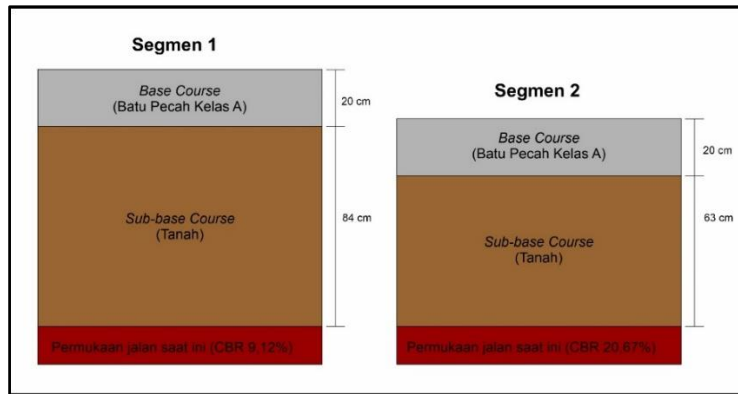 Segmen 1
Base Course
(Batu Pecah Kelas A)
20 cm
Sub-base Course
(Tanah)
84 cm
Permukaan jalan saat ini (CBR 9,12%)
Segmen 2
Base Course
(Batu Pecah Kelas A)
20 cm
Sub-base Course
(Tanah)
63 cm
Permukaan jalan saat ini (CBR 20,67%)